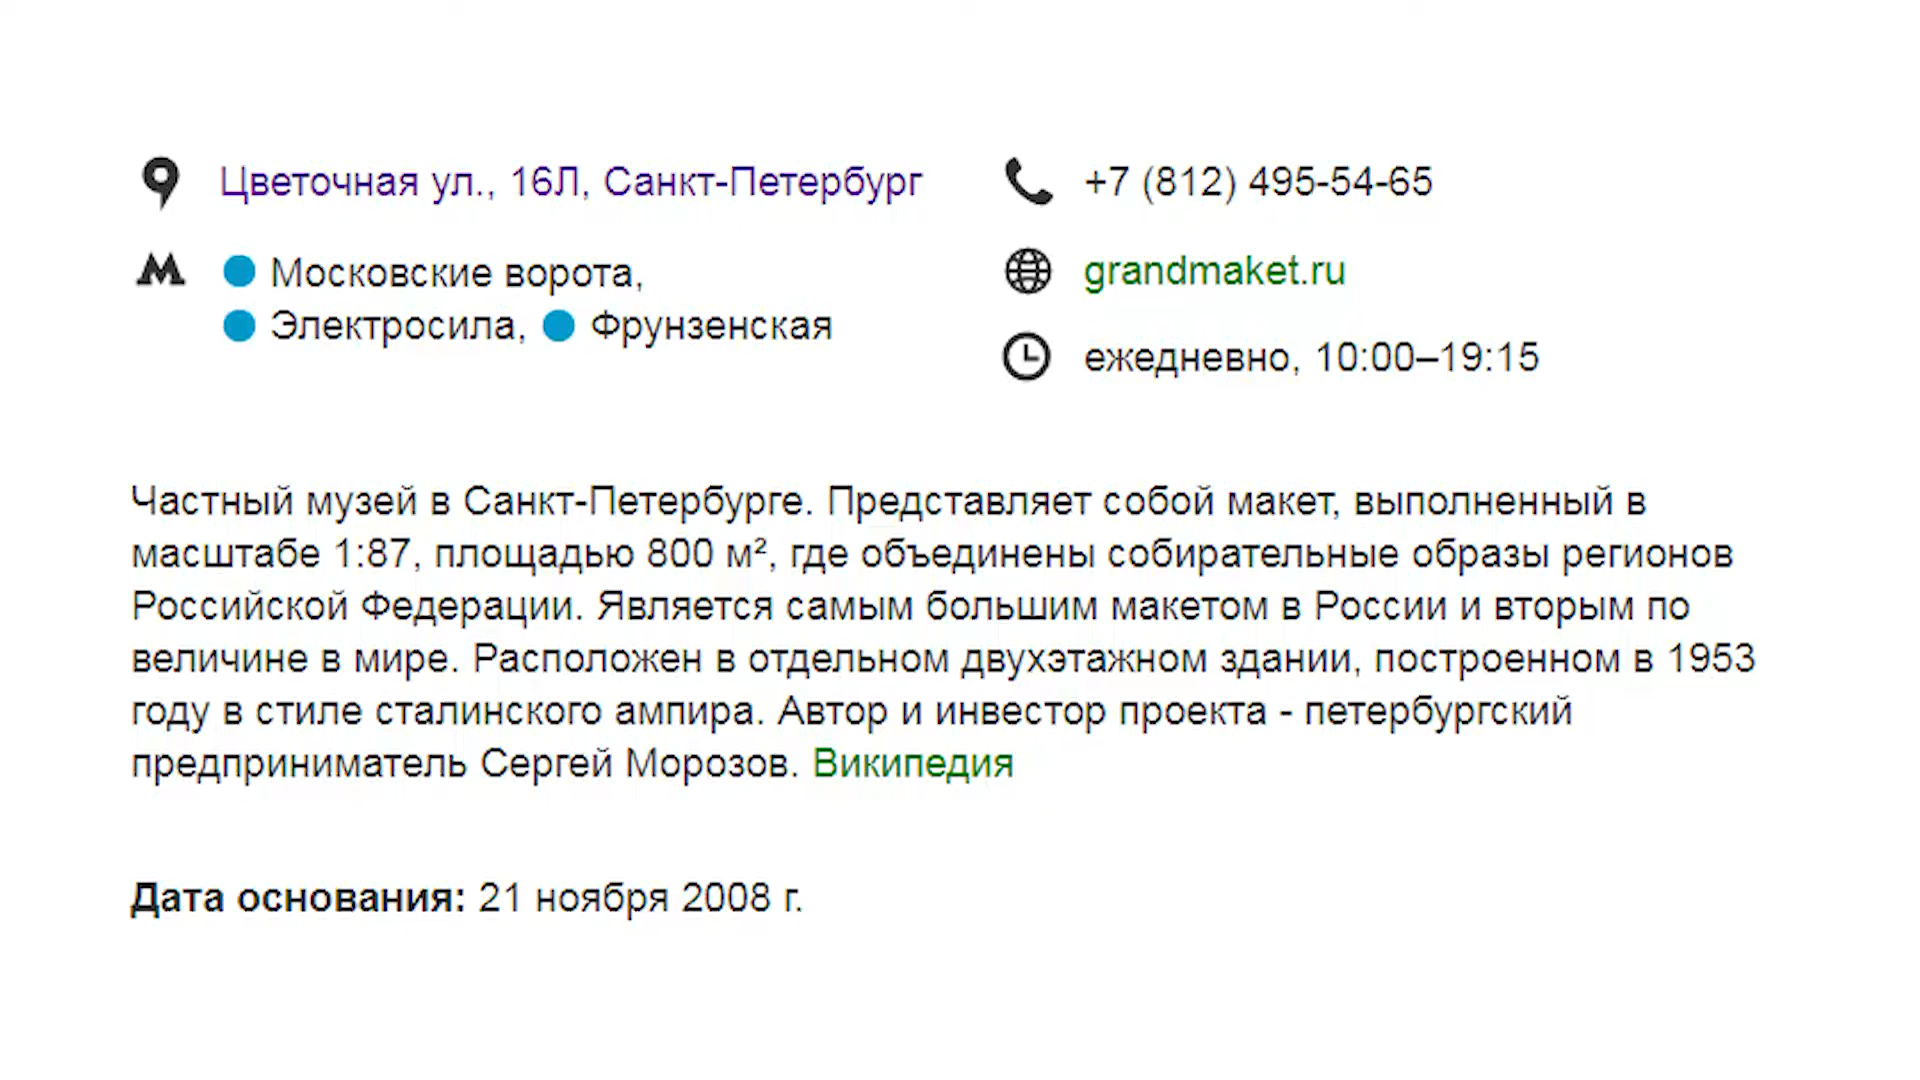 Цветочная ул., 16Л, Санкт-Петербург
Московские ворота,
Электросила, Фрунзенская
+7 (812) 495-54-65
grandmaket.ru
ежедневно, 10:00–19:15
Частный музей в Санкт-Петербурге. Представляет собой макет, выполненный в
масштабе 1:87, площадью 800 м², где объединены собирательные образы регионов
Российской Федерации. Является самым большим макетом в России и вторым по
величине в мире. Расположен в отдельном двухэтажном здании, построенном в 1953
году в стиле сталинского ампира. Автор и инвестор проекта - петербургский
предприниматель Сергей Морозов. Википедия
Дата основания: 21 ноября 2008 г.